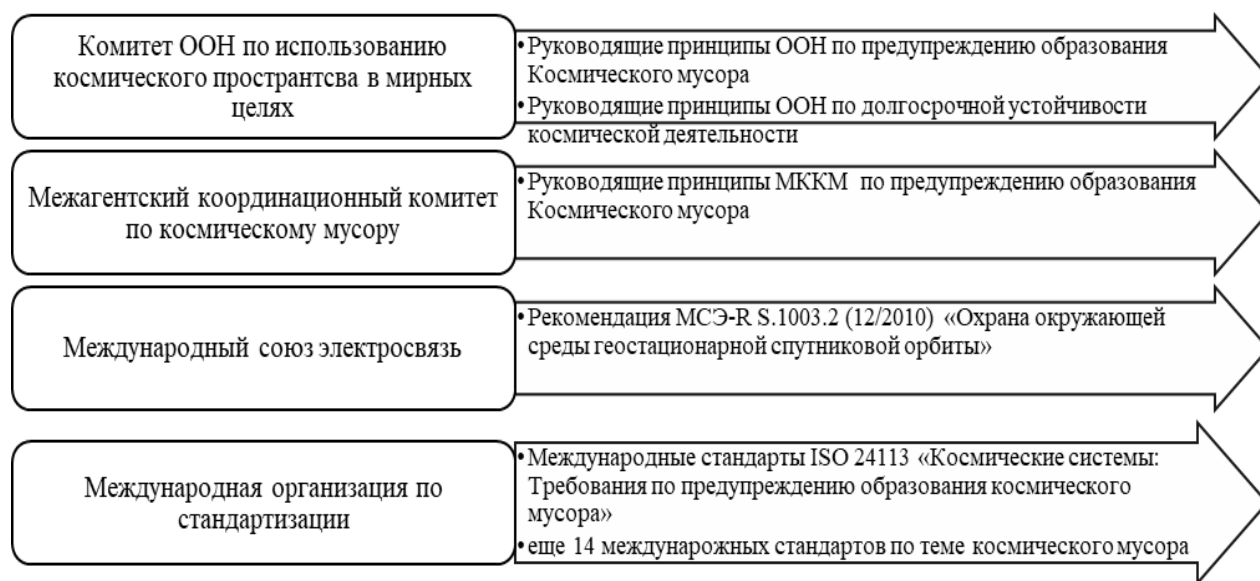 Комитет ООН по использованию
космического пространтсва в мирных
целях
• Руководящие принципы ООН по предупреждению образования
Космического мусора
• Руководящие принципы ООН по долгосрочной устойчивости
космической деятельности
Межагентский координационный комитет
по космическому мусору
• Руководящие принципы МККМ по предупреждению образования
Космического мусора
Международный союз электросвязь
• Рекомендация МСЭ-R S.1003.2 (12/2010) «Охрана окружающей
среды геостационарной спутниковой орбиты»
Международная организация по
стандартизации
• Международные стандарты ISO 24113 «Космические системы:
Требования по предупреждению образования космического
мусора»
• еще 14 междунарожных стандартов по теме космического мусора